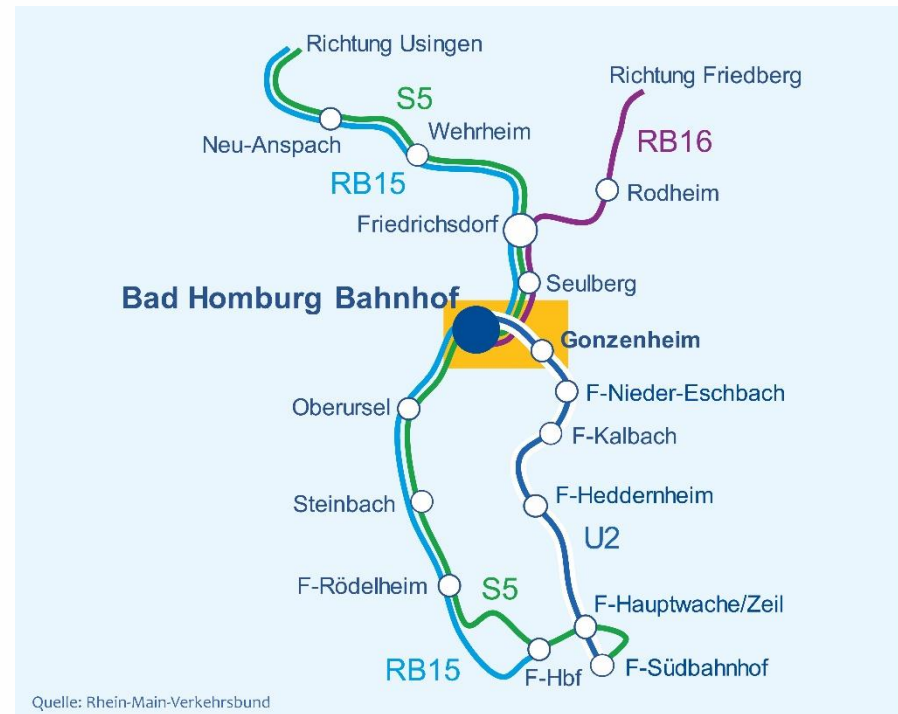 Richtung Usingen
Richtung Friedberg
S5
Neu-Anspach
Wehrheim
RB16
RB15
Rodheim
Friedrichsdorf
Seulberg
Bad Homburg Bahnhof
Gonzenheim
F-Nieder-Eschbach
Oberursel
F-Kalbach
Steinbach
F-Heddernheim
U2
F-Rödelheim
S5
F-Hauptwache/Zeil
RB15
F-Hbf
F-Südbahnhof
Quelle: Rhein-Main-Verkehrsbund